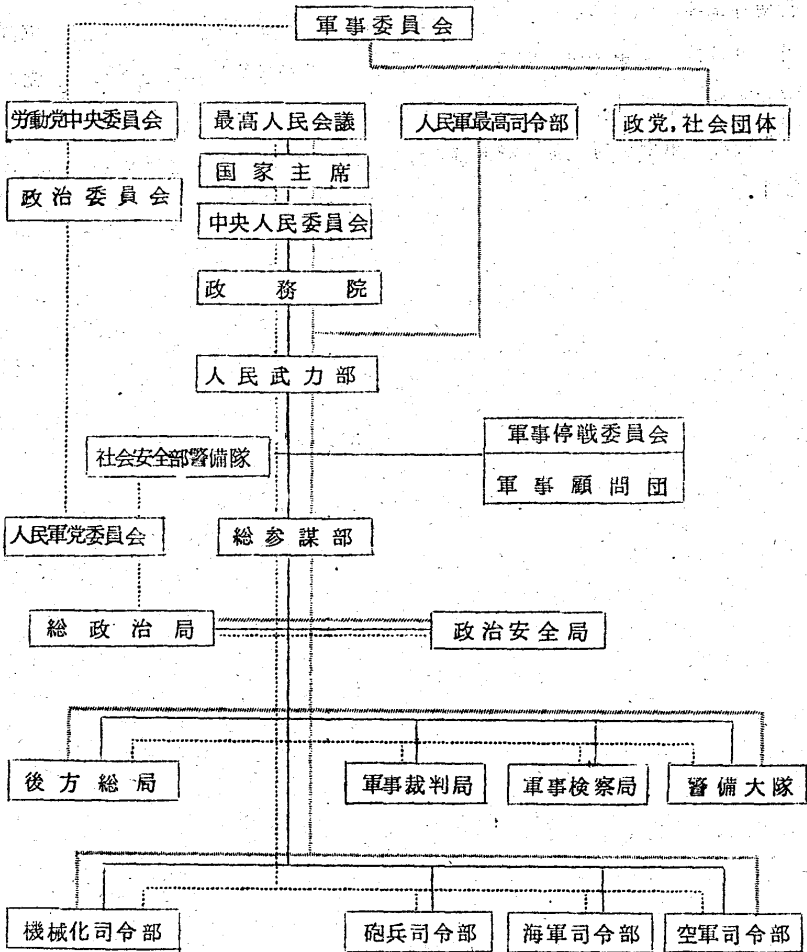 軍事委員会
労働党中央委員会
最高人民会議
人民軍最高司令部
政党,社会団体
国家主席
政治委員会
中央人民委員会
政務院
人民武力部
軍事停戦委員会
社会安全部警備隊
軍事顧問団
人民軍党委員会
総参謀部
総政治局
政治安全局
後方総局
軍事裁判局
軍事検察局
警備大隊
機械化司令部
砲兵司令部
海軍司令部
空軍司令部